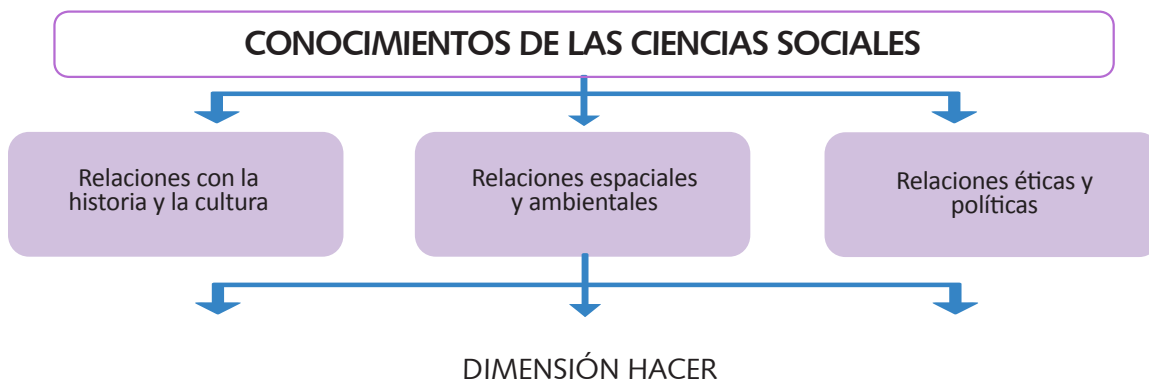 CONOCIMIENTOS DE LAS CIENCIAS SOCIALES
Relaciones con la
historia y la cultura
Relaciones espaciales
y ambientales
Relaciones éticas y
políticas
DIMENSIÓN HACER